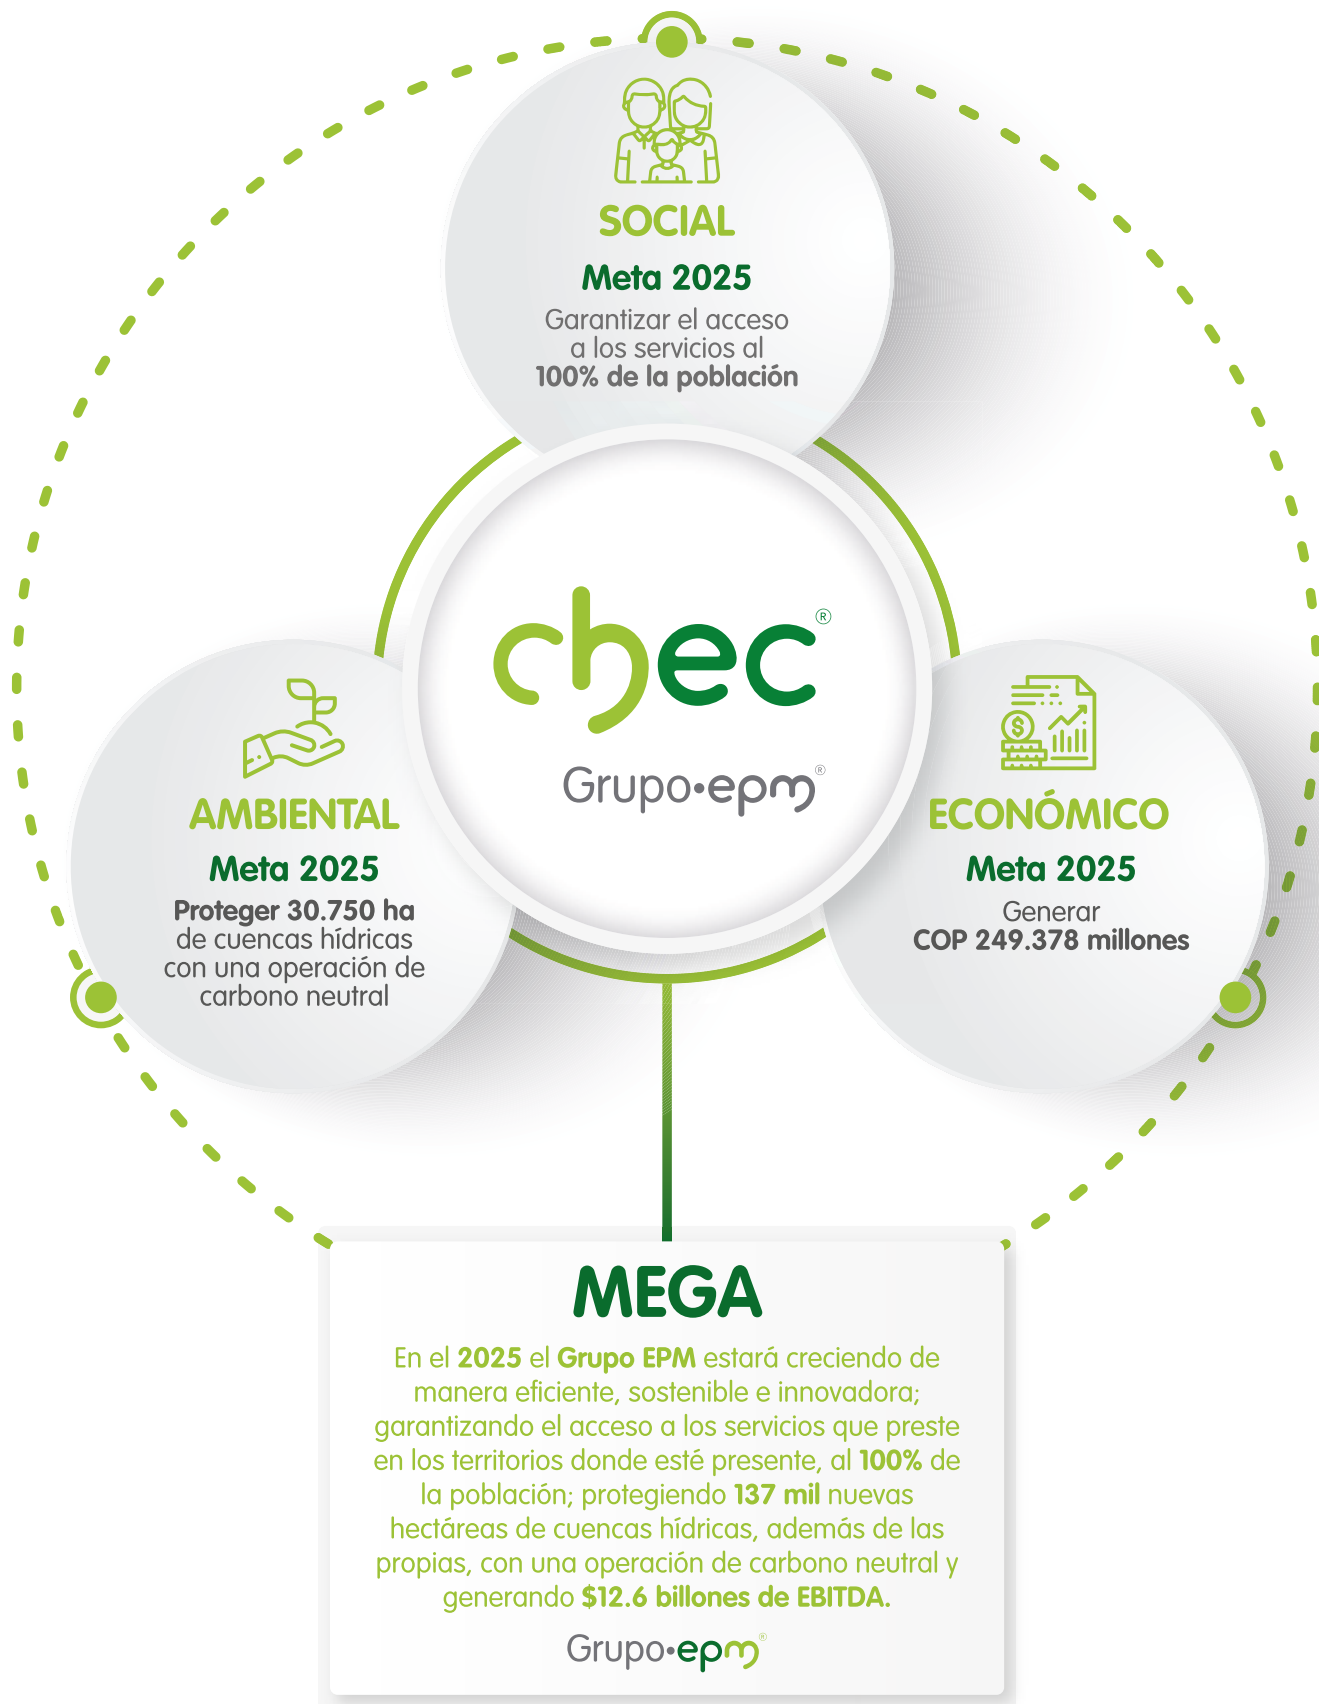 SOCIAL
Meta 2025
Garantizar el acceso
a los servicios al
100% de la población
chec®
Grupo·epm®
AMBIENTAL
Meta 2025
Proteger 30.750 ha
de cuencas hídricas
con una operación de
carbono neutral
ECONÓMICO
Meta 2025
Generar
COP 249.378 millones
MEGA
En el 2025 el Grupo EPM estará creciendo de
manera eficiente, sostenible e innovadora;
garantizando el acceso a los servicios que preste
en los territorios donde esté presente, al 100% de
la población; protegiendo 137 mil nuevas
hectáreas de cuencas hídricas, además de las
propias, con una operación de carbono neutral y
generando $12.6 billones de EBITDA.
Grupo·epm®